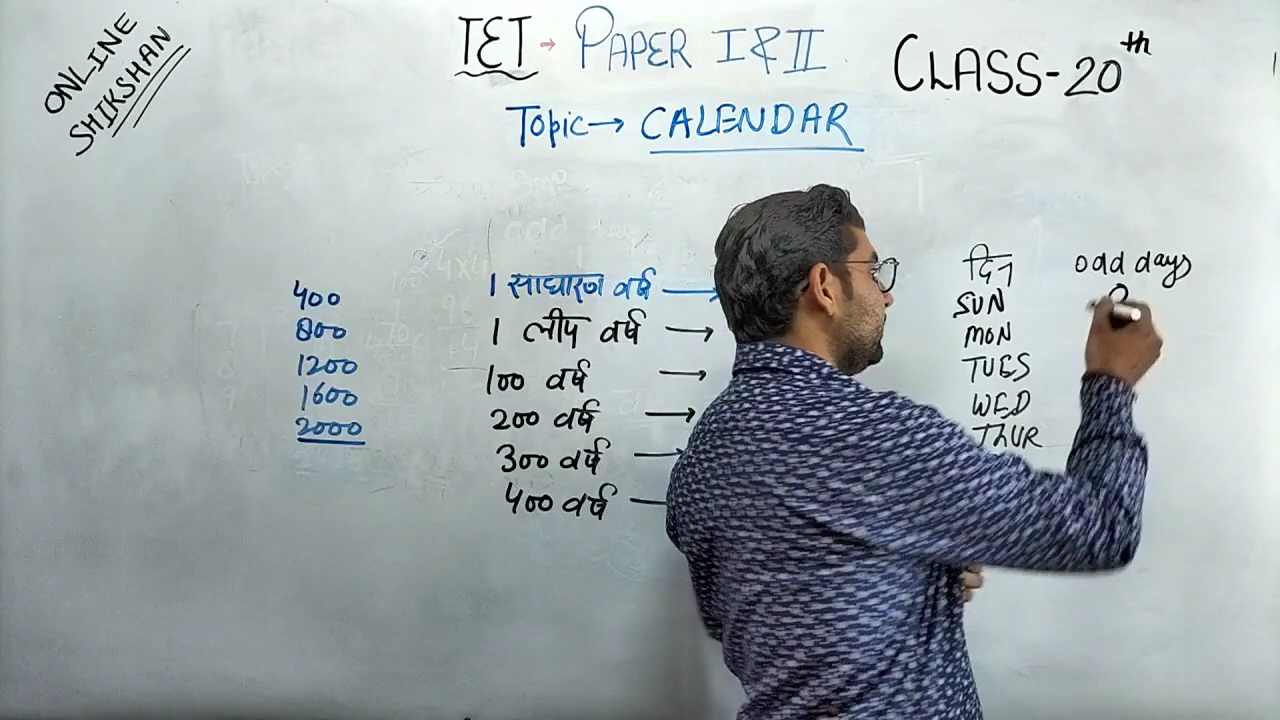 ONLINE
SHIKSHAN
TET → PAPER I & II
CLASS-20th
Topic → CALENDAR
400
800
1200
1600
2000
1 साधारण वर्ष →
1 लीप वर्ष →
100 वर्ष →
200 वर्ष →
300 वर्ष →
400 वर्ष
दिन odd days
SUN 0
MON
TUES
WED
THUR